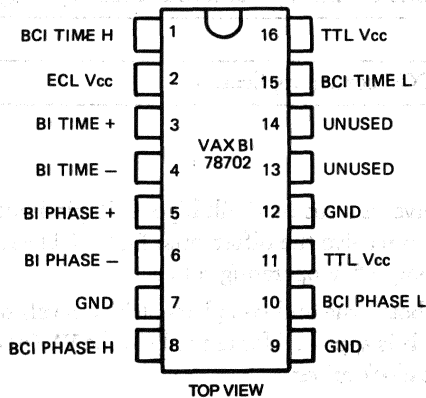 BCI TIME H 1 16 TTL Vcc
ECL Vcc 2 15 BCI TIME L
BI TIME + 3 14 UNUSED
VAX BI
78702
BI TIME – 4 13 UNUSED
BI PHASE + 5 12 GND
BI PHASE – 6 11 TTL Vcc
GND 7 10 BCI PHASE L
BCI PHASE H 8 9 GND
TOP VIEW